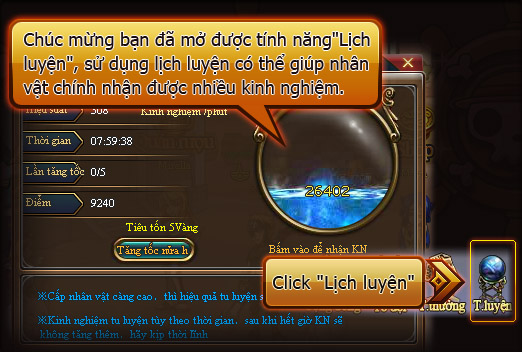 Chúc mừng bạn đã mở được tính năng"Lịch
luyện", sử dụng lịch luyện có thể giúp nhân
vật chính nhận được nhiều kinh nghiệm.
Hiệu suất 308 Kinh nghiệm /phút
Thời gian 07:59:38
Lần tăng tốc 0/5
26402
Điểm 9240
Tiêu tốn 5Vàng
Tăng tốc nửa h
Bấm vào để nhận KN
Click "Lịch luyện"
T.luyện
※Cấp nhân vật càng cao, thì hiệu quả tu luyện
※Kinh nghiệm tu luyện tùy theo thời gian, sau khi hết giờ KN sẽ
không tăng thêm, hãy kịp thời lĩnh